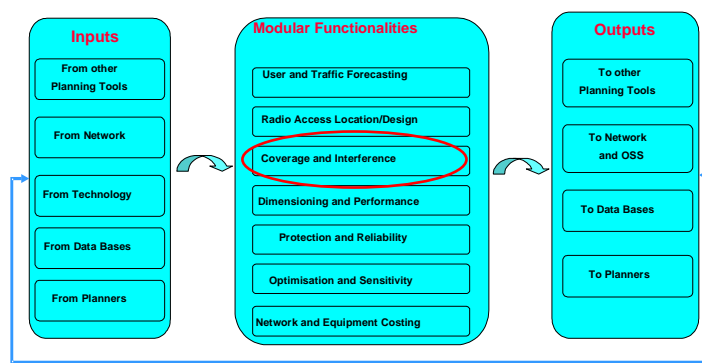 Inputs
From other
Planning Tools
From Network
From Technology
From Data Bases
From Planners
Modular Functionalities
User and Traffic Forecasting
Radio Access Location/Design
Coverage and Interference
Dimensioning and Performance
Protection and Reliability
Optimisation and Sensitivity
Network and Equipment Costing
Outputs
To other
Planning Tools
To Network
and OSS
To Data Bases
To Planners